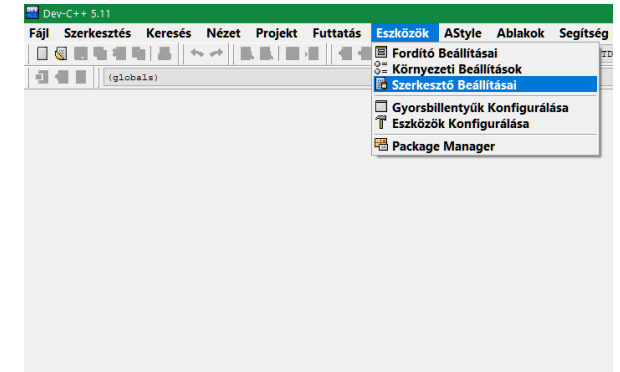 Dev-C++ 5.11
Fájl Szerkesztés Keresés Nézet Projekt Futtatás Eszközök AStyle Ablakok Segítség
Fordító Beállításai
Környezeti Beállítások
(globals)
Szerkesztő Beállításai
Gyorsbillentyűk Konfigurálása
Eszközök Konfigurálása
Package Manager